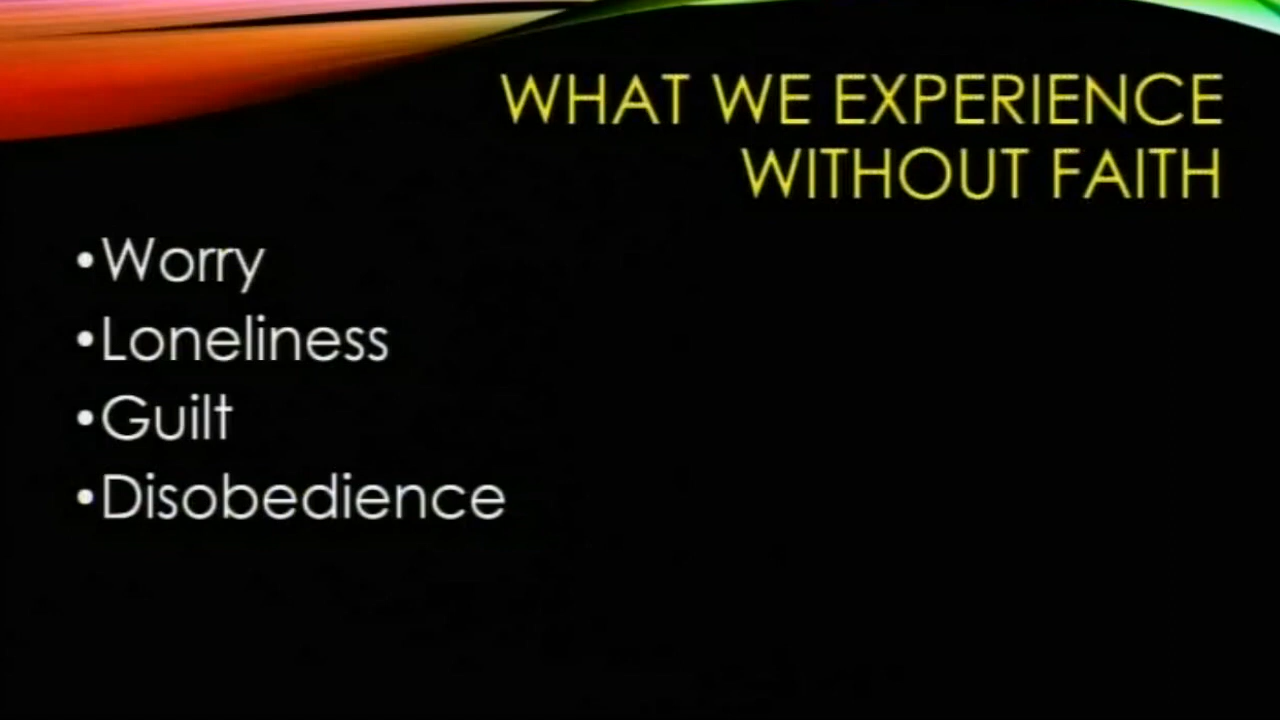 WHAT WE EXPERIENCE
WITHOUT FAITH
•Worry
•Loneliness
•Guilt
•Disobedience